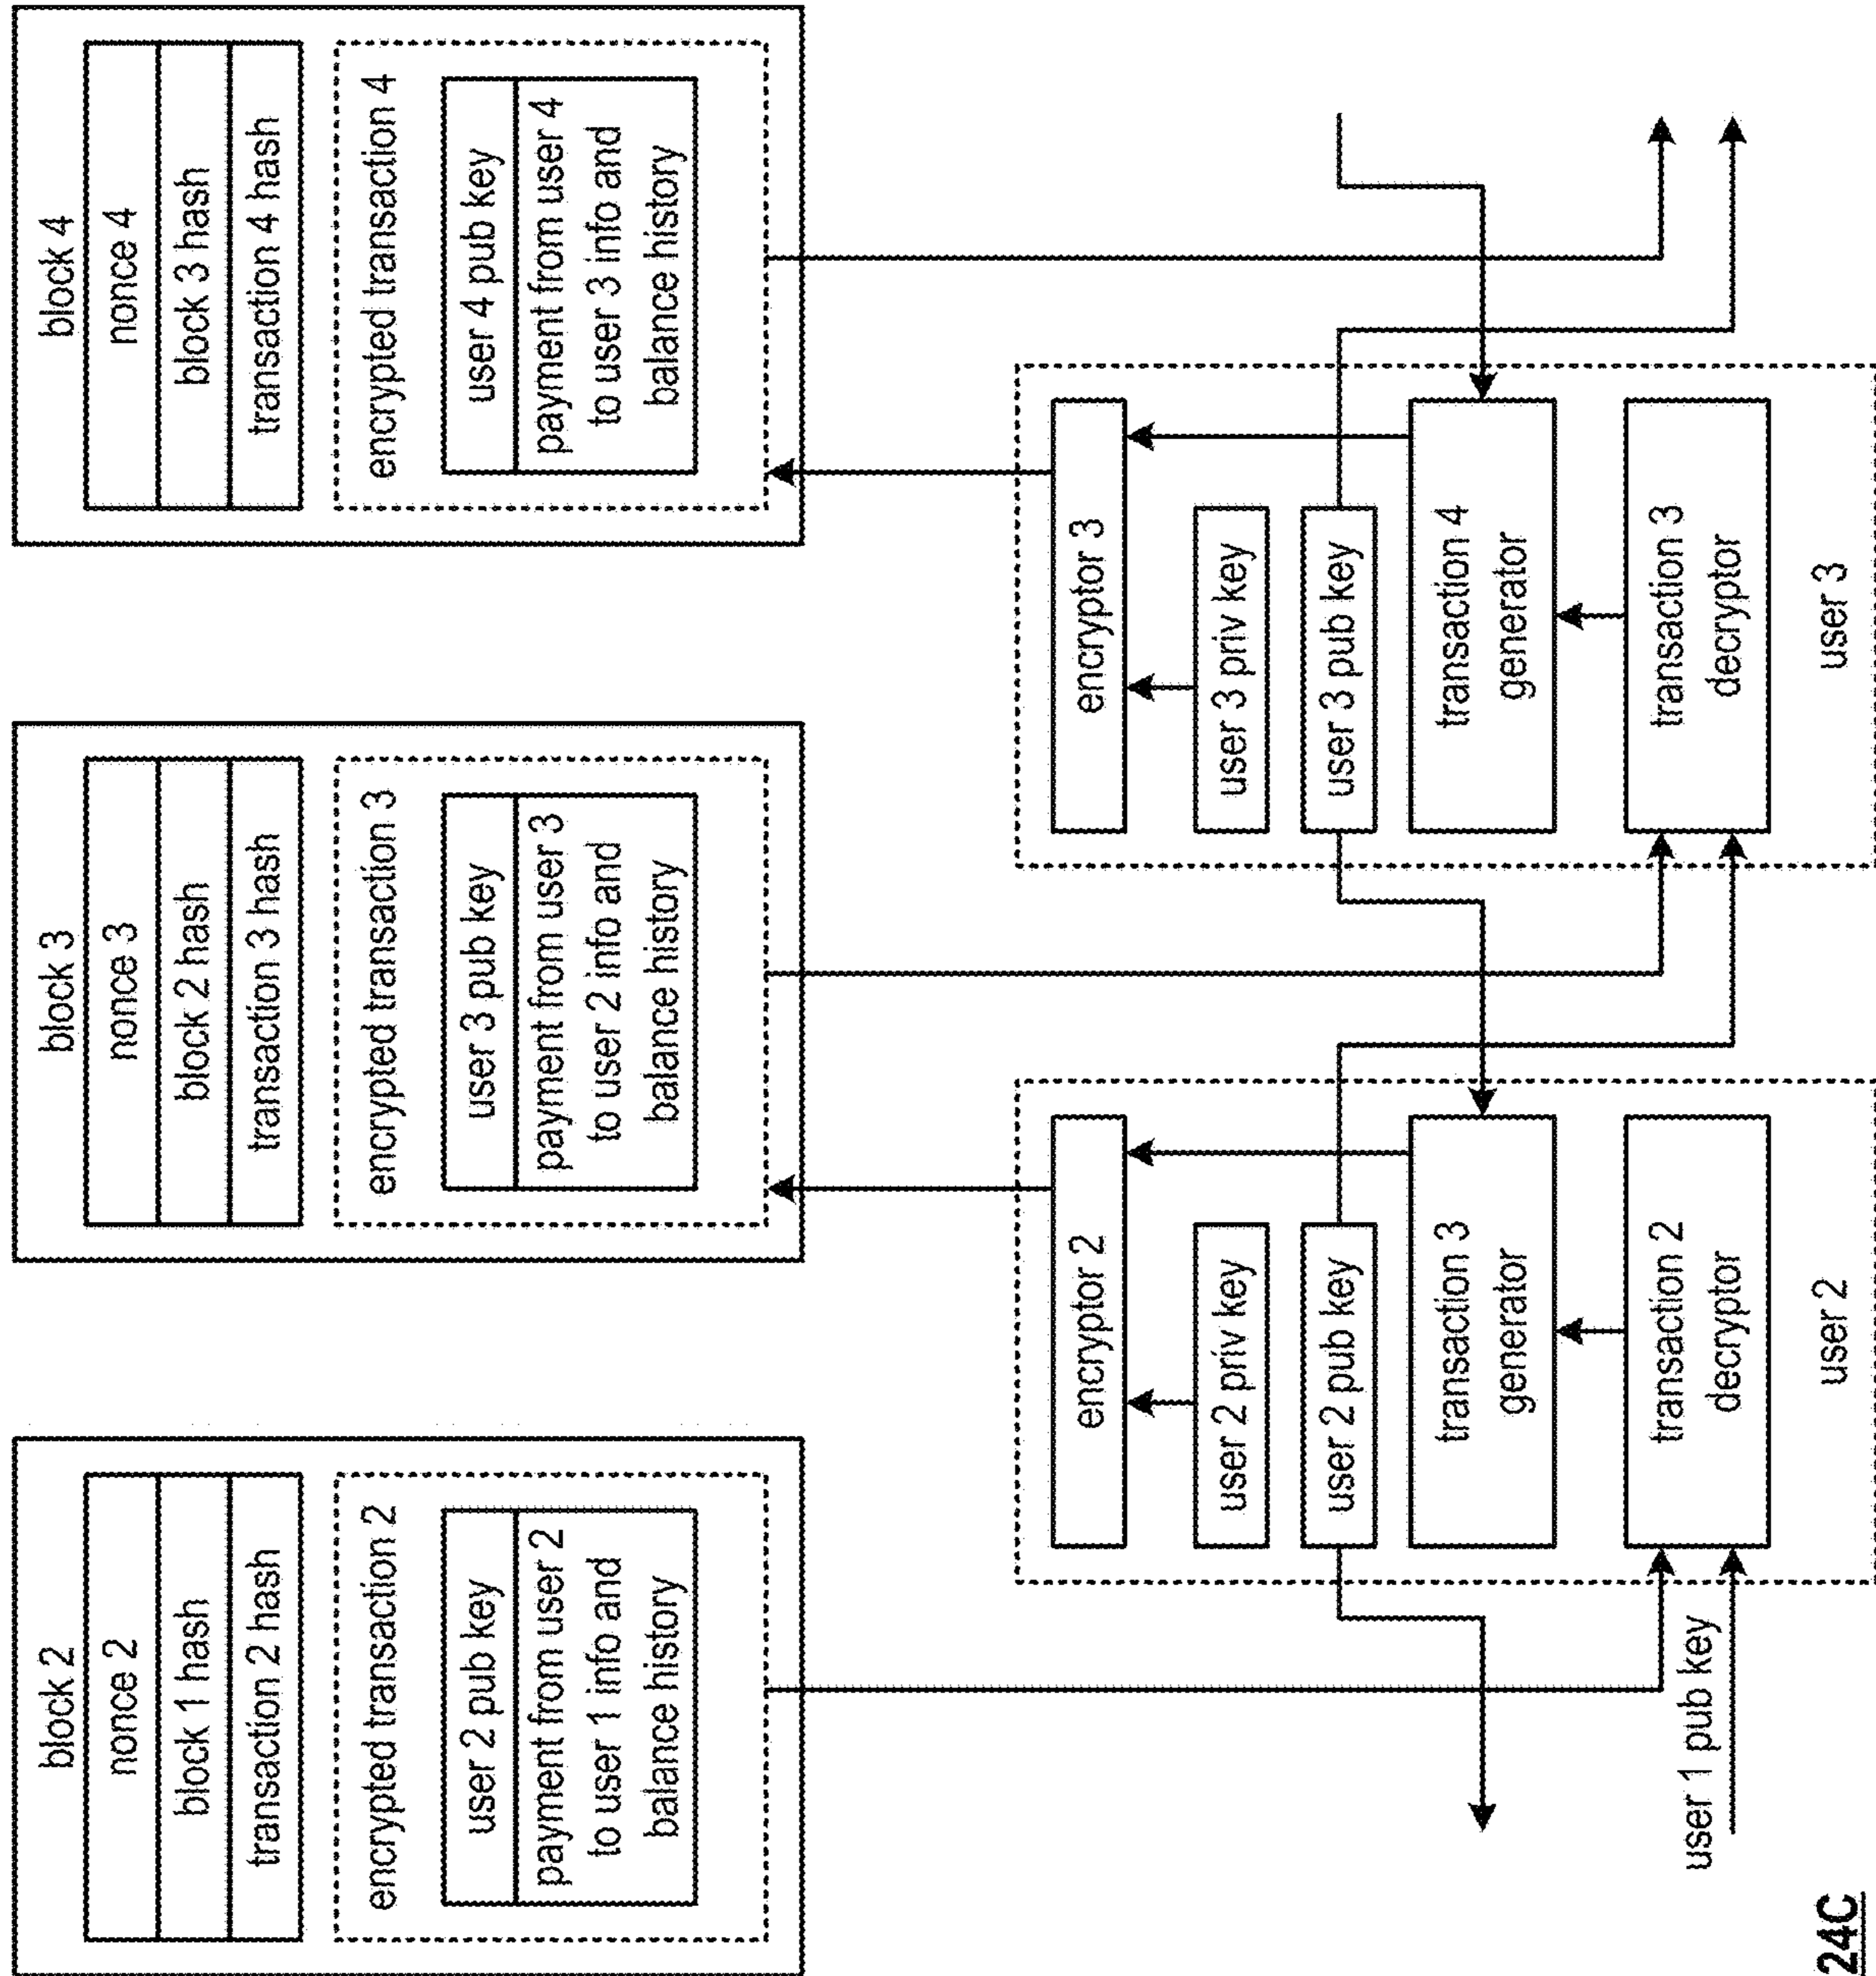 block 2
nonce 2
block 1 hash
transaction 2 hash
encrypted transaction 2
user 2 pub key
payment from user 2
to user 1 info and
balance history
block 3
nonce 3
block 2 hash
transaction 3 hash
encrypted transaction 3
user 3 pub key
payment from user 3
to user 2 info and
balance history
block 4
nonce 4
block 3 hash
transaction 4 hash
encrypted transaction 4
user 4 pub key
payment from user 4
to user 3 info and
balance history
encryptor 2
user 2 priv key
user 2 pub key
transaction 3
generator
transaction 2
decryptor
user 2
encryptor 3
user 3 priv key
user 3 pub key
transaction 4
generator
transaction 3
decryptor
user 3
user 1 pub key
24C